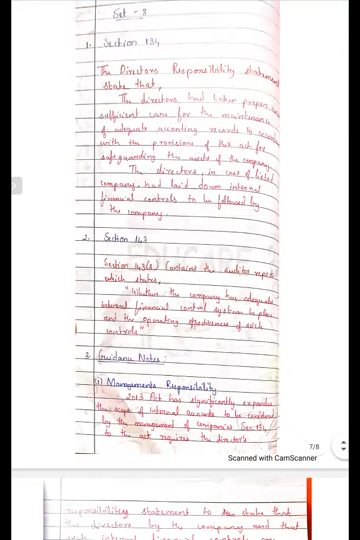 Set - 8
1. Section 134
The Directors Responsibility statement
state that,
The directors had taken proper and
sufficient care for the maintenance
of adequate accounting records in
with the provisions of this act for
safeguarding the assets of the company.
The directors, in case of listed
company, had laid down internal
financial controls to be followed by
the company.
2. Section 143
Section 143(3) Contains the auditor report
which states,
"Whether the company has adequate
internal financial control system in place
and the operating effectiveness of such
controls"
3. Guidance Notes:
(i) Managements Responsibility
2013 Act has significantly
the scope of internal to be considered
by the management of companies Sec 134
to the act requires the director's
7/8
Scanned with CamScanner
responsibilities statement to state that
the directors by the company and that
such internal financial controls are